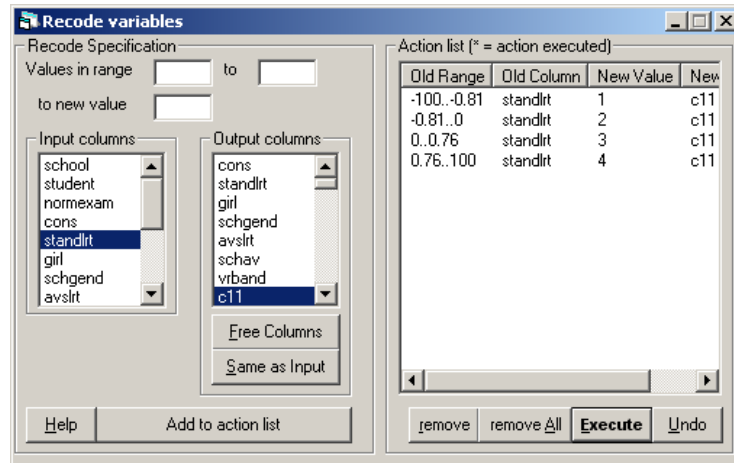 Recode variables
Recode Specification
Values in range to
to new value
Input columns
school
student
normexam
cons
standlrt
girl
schgend
avslrt
Output columns
cons
standlrt
girl
schgend
avslrt
schav
vrband
c11
Free Columns
Same as Input
Help Add to action list
Action list (* = action executed)
Old Range Old Column New Value New
-100..-0.81 standlrt 1 c11
-0.81..0 standlrt 2 c11
0..0.76 standlrt 3 c11
0.76..100 standlrt 4 c11
remove remove All Execute Undo